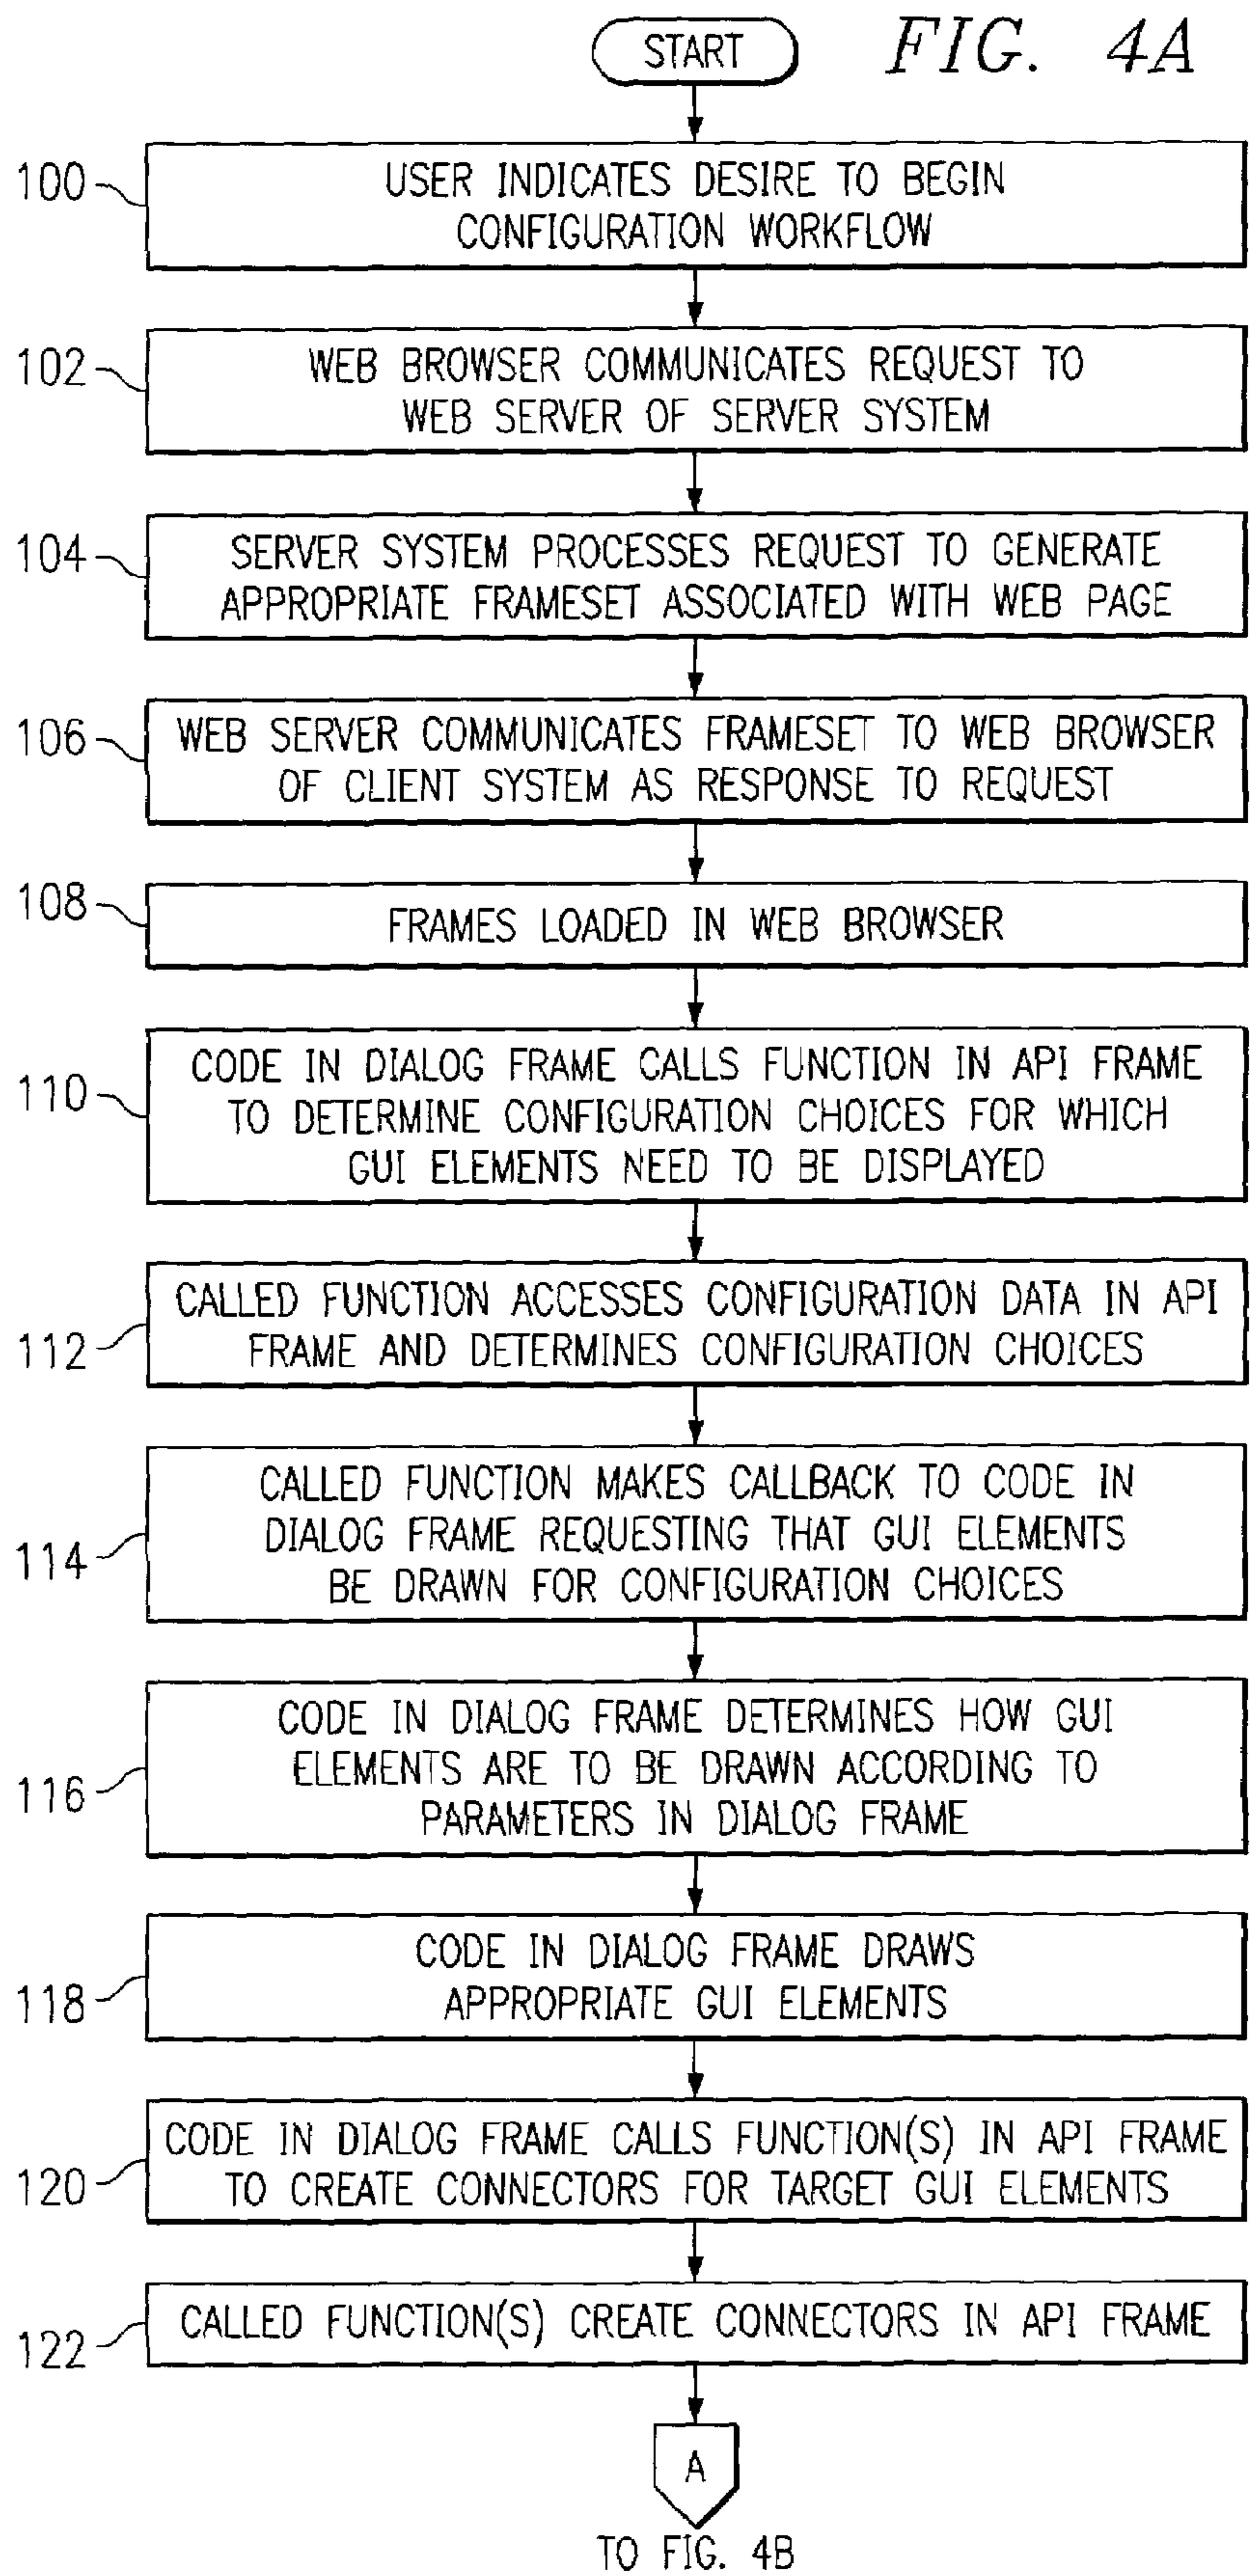 START
FIG. 4A
100
USER INDICATES DESIRE TO BEGIN
CONFIGURATION WORKFLOW
102
WEB BROWSER COMMUNICATES REQUEST TO
WEB SERVER OF SERVER SYSTEM
104
SERVER SYSTEM PROCESSES REQUEST TO GENERATE
APPROPRIATE FRAMESET ASSOCIATED WITH WEB PAGE
106
WEB SERVER COMMUNICATES FRAMESET TO WEB BROWSER
OF CLIENT SYSTEM AS RESPONSE TO REQUEST
108
FRAMES LOADED IN WEB BROWSER
110
CODE IN DIALOG FRAME CALLS FUNCTION IN API FRAME
TO DETERMINE CONFIGURATION CHOICES FOR WHICH
GUI ELEMENTS NEED TO BE DISPLAYED
112
CALLED FUNCTION ACCESSES CONFIGURATION DATA IN API
FRAME AND DETERMINES CONFIGURATION CHOICES
114
CALLED FUNCTION MAKES CALLBACK TO CODE IN
DIALOG FRAME REQUESTING THAT GUI ELEMENTS
BE DRAWN FOR CONFIGURATION CHOICES
116
CODE IN DIALOG FRAME DETERMINES HOW GUI
ELEMENTS ARE TO BE DRAWN ACCORDING TO
PARAMETERS IN DIALOG FRAME
118
CODE IN DIALOG FRAME DRAWS
APPROPRIATE GUI ELEMENTS
120
CODE IN DIALOG FRAME CALLS FUNCTION(S) IN API FRAME
TO CREATE CONNECTORS FOR TARGET GUI ELEMENTS
122
CALLED FUNCTION(S) CREATE CONNECTORS IN API FRAME
A
TO FIG. 4B